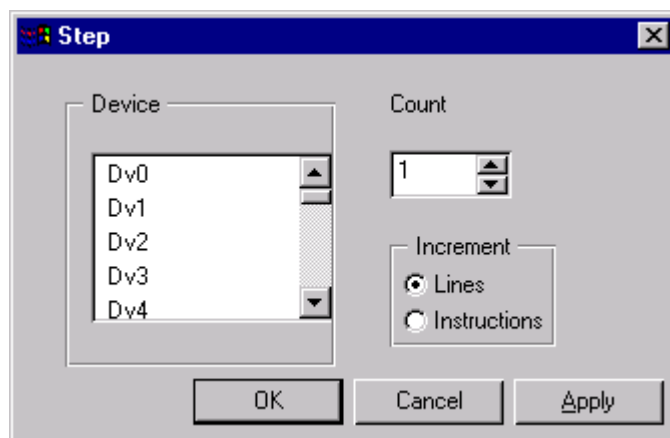 Step
Device
Dv0
Dv1
Dv2
Dv3
Dv4
Count
1
Increment
Lines
Instructions
OK
Cancel
Apply